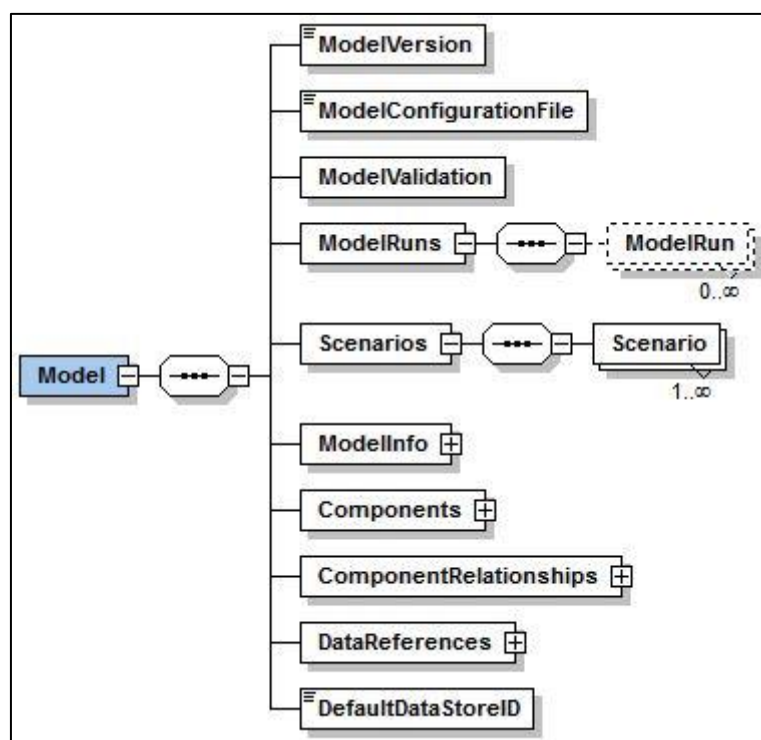 ModelVersion
ModelConfigurationFile
ModelValidation
ModelRuns
ModelRun
0..∞
Scenarios
Scenario
1..∞
Model
ModelInfo
Components
ComponentRelationships
DataReferences
DefaultDataStoreID